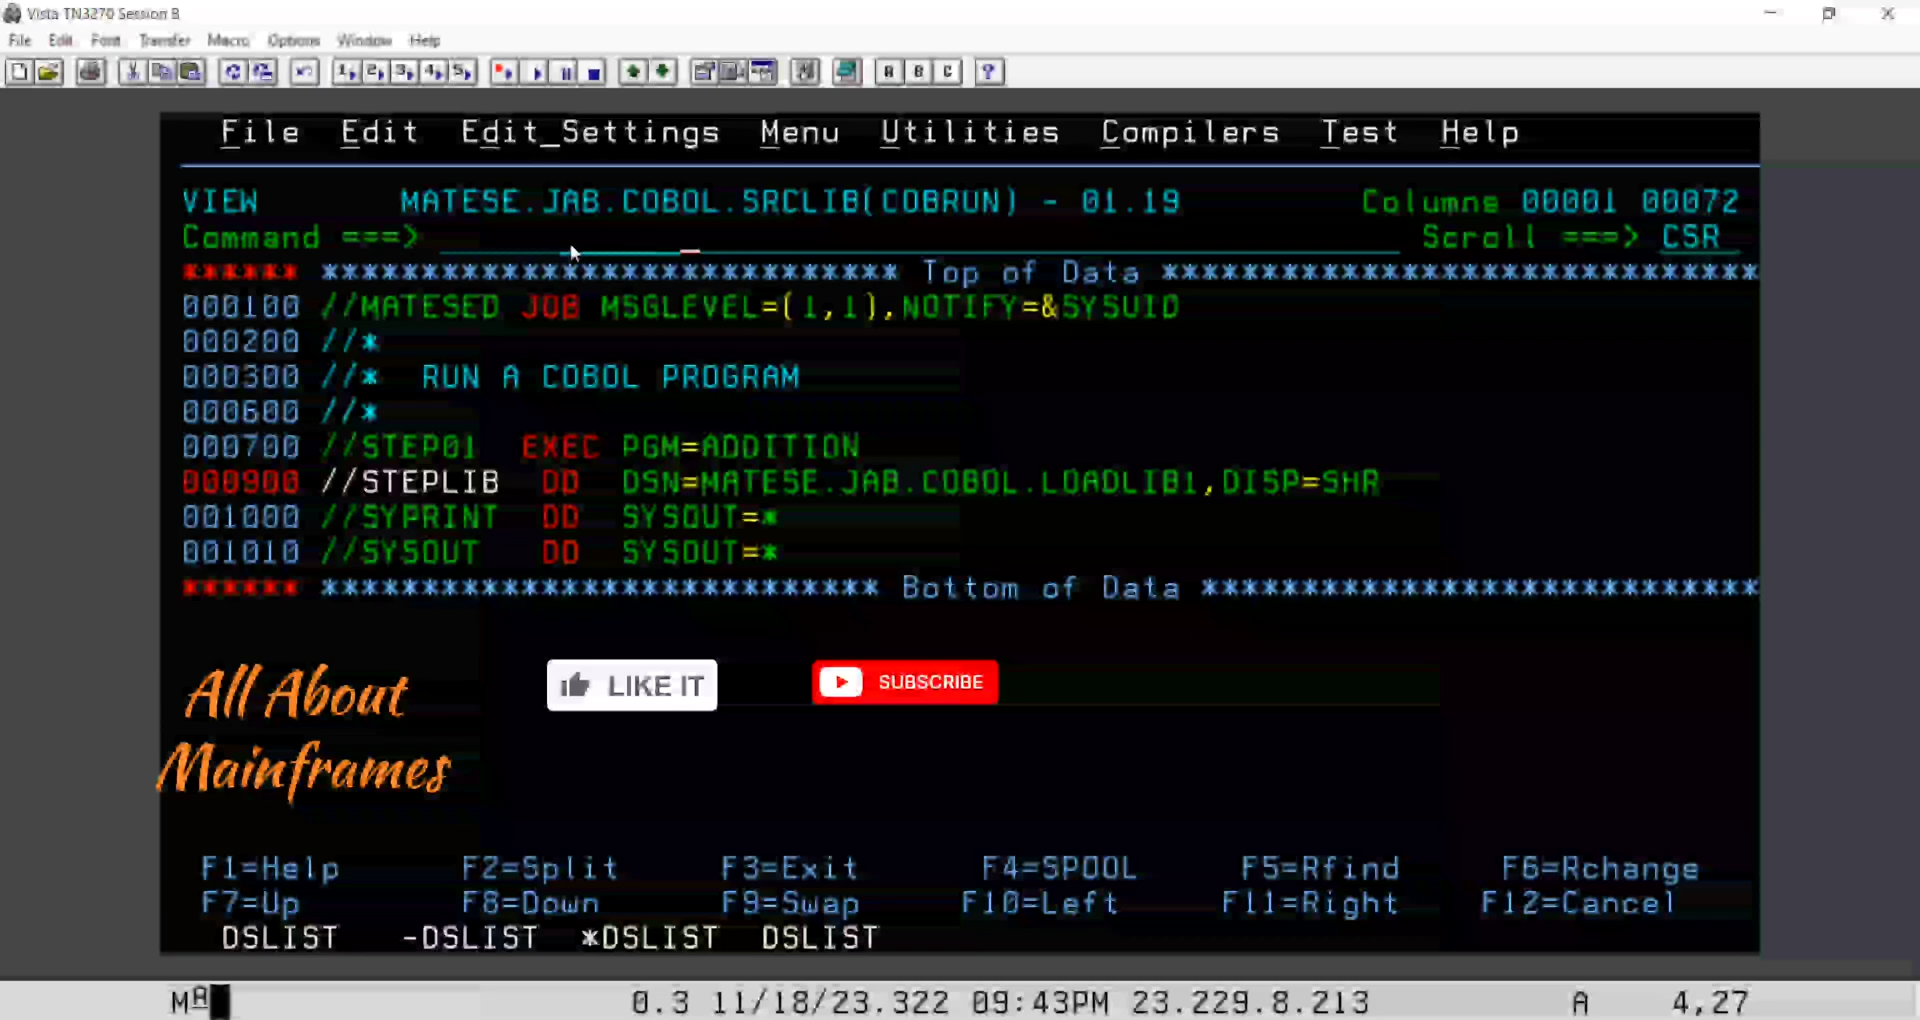 Vista TN3270 Session B
File Edit Font Transfer Macro Options Window Help
1 2 3 4 5 A B C ?
File Edit Edit_Settings Menu Utilities Compilers Test Help
VIEW MATESE.JAB.COBOL.SRCLIB(COBRUN) - 01.19 Columns 00001 00072
Command ===> Scroll ===> CSR
****** ***************************** Top of Data ******************************
000100 //MATESED JOB MSGLEVEL=(1,1),NOTIFY=&SYSUID
000200 //*
000300 //* RUN A COBOL PROGRAM
000600 //*
000700 //STEP01 EXEC PGM=ADDITION
000900 //STEPLIB DD DSN=MATESE.JAB.COBOL.LOADLIB1,DISP=SHR
001000 //SYPRINT DD SYSOUT=*
001010 //SYSOUT DD SYSOUT=*
****** **************************** Bottom of Data ****************************
All About
Mainframes
LIKE IT
SUBSCRIBE
F1=Help F2=Split F3=Exit F4=SPOOL F5=Rfind F6=Rchange
F7=Up F8=Down F9=Swap F10=Left F11=Right F12=Cancel
DSLIST -DSLIST *DSLIST DSLIST
MA 0.3 11/18/23.322 09:43PM 23.229.8.213 A 4,27